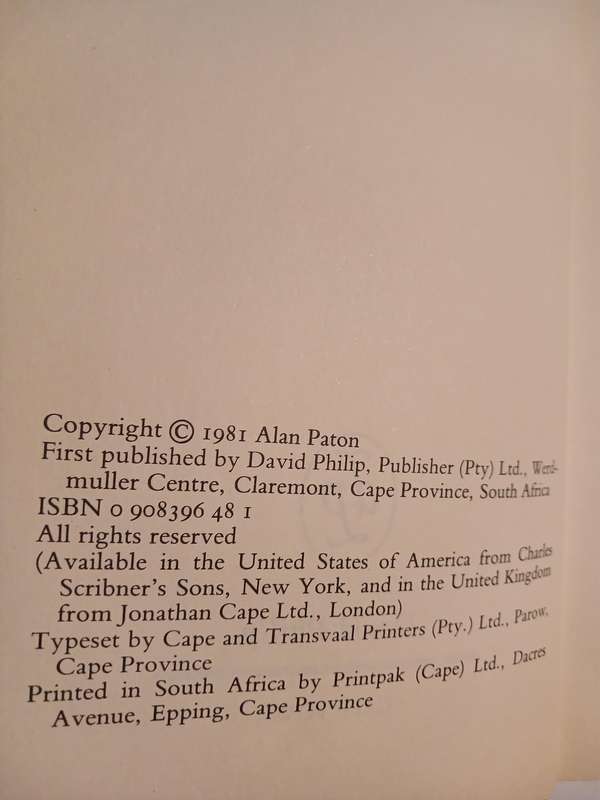 Copyright © 1981 Alan Paton
First published by David Philip, Publisher (Pty) Ltd., Werd-
muller Centre, Claremont, Cape Province, South Africa
ISBN 0 908396 48 1
All rights reserved
(Available in the United States of America from Charles
Scribner's Sons, New York, and in the United Kingdom
from Jonathan Cape Ltd., London)
Typeset by Cape and Transvaal Printers (Pty.) Ltd., Parow,
Cape Province
Printed in South Africa by Printpak (Cape) Ltd., Dacres
Avenue, Epping, Cape Province